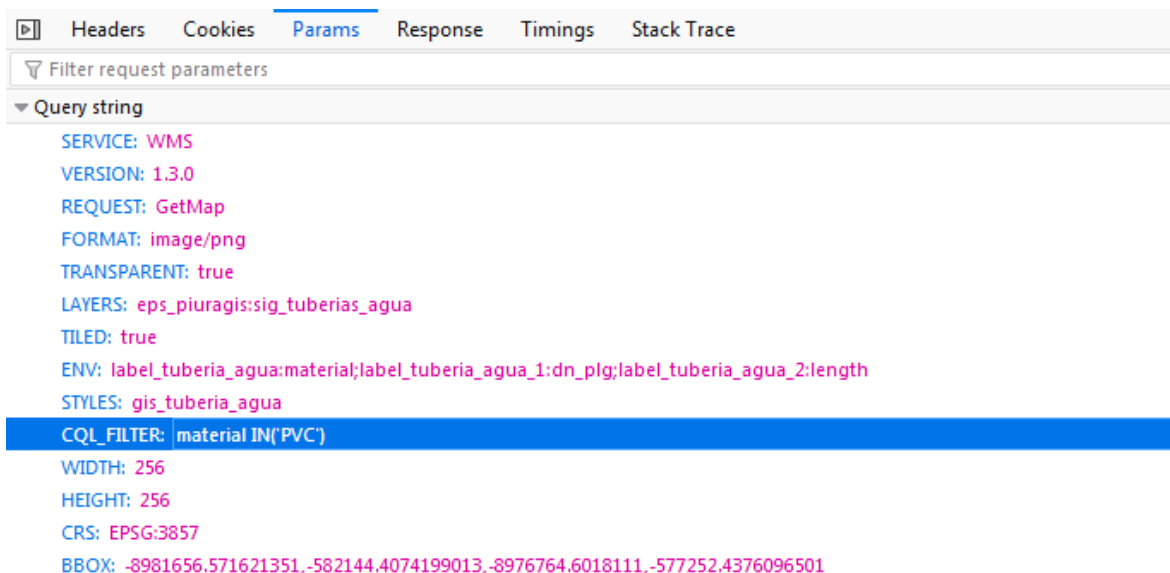 Headers Cookies Params Response Timings Stack Trace
Filter request parameters
Query string
SERVICE: WMS
VERSION: 1.3.0
REQUEST: GetMap
FORMAT: image/png
TRANSPARENT: true
LAYERS: eps_piuragis:sig_tuberias_agua
TILED: true
ENV: label_tuberia_agua:material;label_tuberia_agua_1:dn_plg;label_tuberia_agua_2:length
STYLES: gis_tuberia_agua
CQL_FILTER: material IN('PVC')
WIDTH: 256
HEIGHT: 256
CRS: EPSG:3857
BBOX: -8981656.571621351,-582144.4074199013,-8976764.6018111,-577252.4376096501